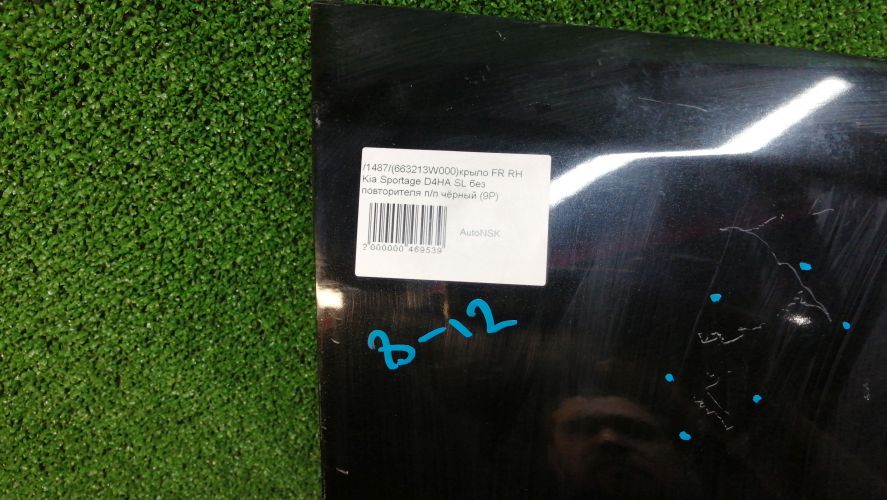 /1487/(663213W000)крыло FR RH
Kia Sportage D4HA SL без
повторителя п/п чёрный (9P)
AutoNSK
2 000000 469539
8-12